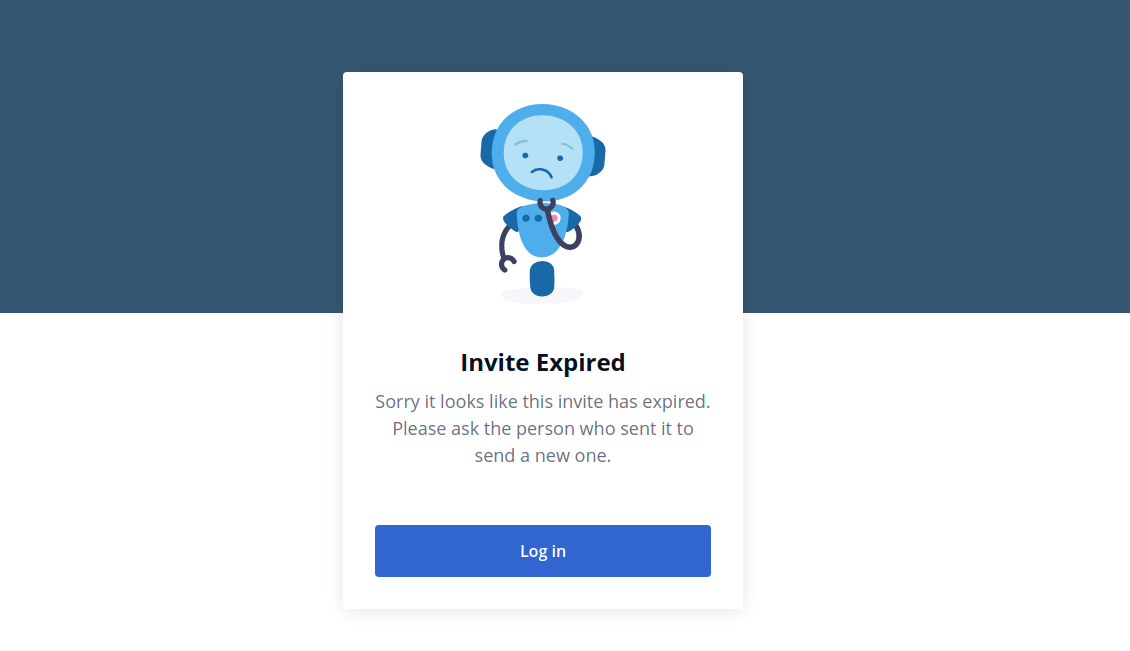 Invite Expired
Sorry it looks like this invite has expired.
Please ask the person who sent it to
send a new one.
Log in